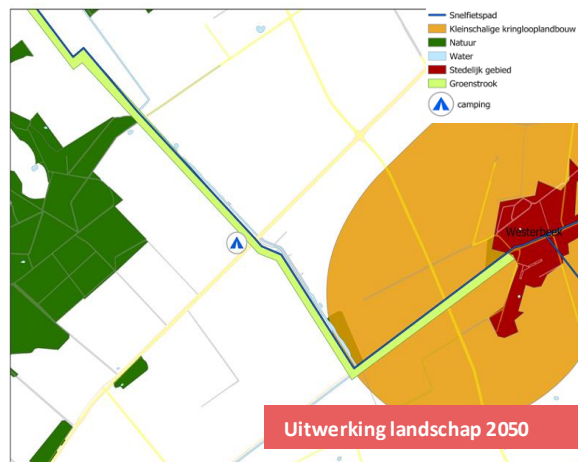 Snelfietspad
Kleinschalige kringlooplandbouw
Natuur
Water
Stedelijk gebied
Groenstrook
camping
Westerbeek
Uitwerking landschap 2050